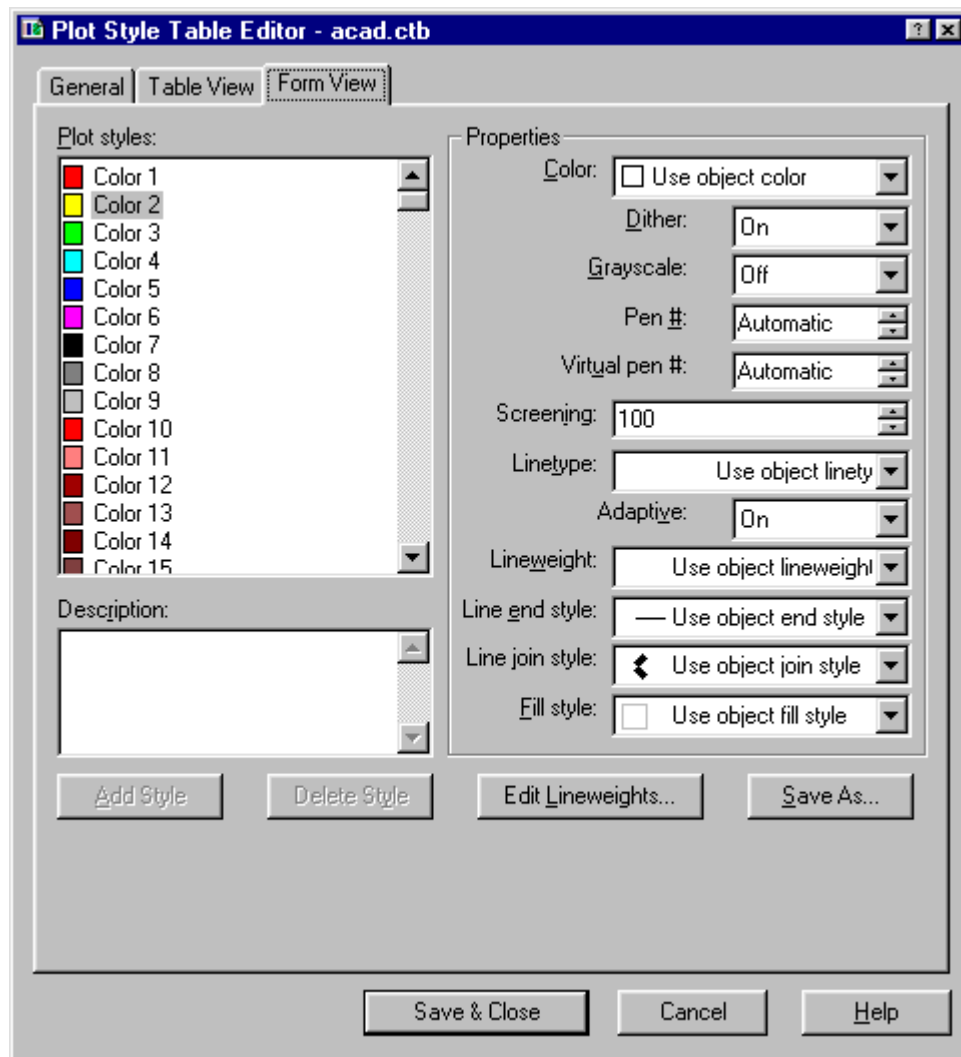 Plot Style Table Editor - acad.ctb
General
Table View
Form View
Plot styles:
Color 1
Color 2
Color 3
Color 4
Color 5
Color 6
Color 7
Color 8
Color 9
Color 10
Color 11
Color 12
Color 13
Color 14
Color 15
Description:
Add Style
Delete Style
Properties
Color: Use object color
Dither: On
Grayscale: Off
Pen #: Automatic
Virtual pen #: Automatic
Screening: 100
Linetype: Use object linety
Adaptive: On
Lineweight: Use object lineweight
Line end style: Use object end style
Line join style: Use object join style
Fill style: Use object fill style
Edit Lineweights...
Save As...
Save & Close
Cancel
Help